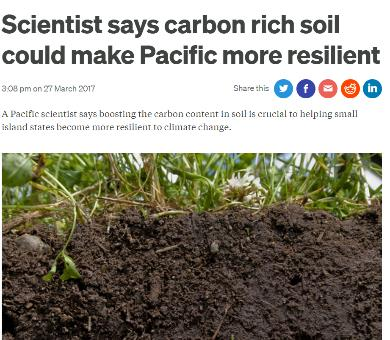 Scientist says carbon rich soil
could make Pacific more resilient
3:08 pm on 27 March 2017 Share this
A Pacific scientist says boosting the carbon content in soil is crucial to helping small
island states become more resilient to climate change.